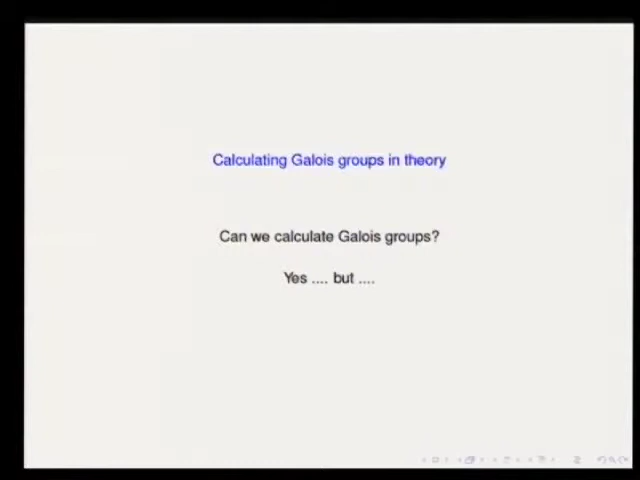 Calculating Galois groups in theory
Can we calculate Galois groups?
Yes .... but ....